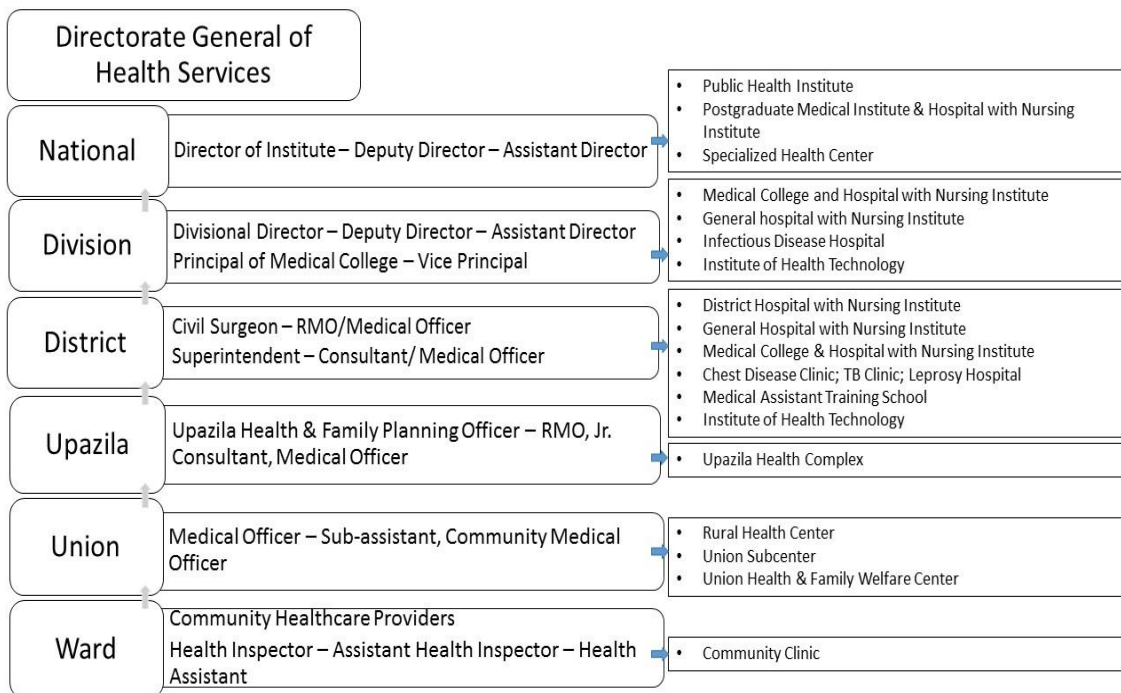 Directorate General of
Health Services
National
Director of Institute – Deputy Director – Assistant Director
• Public Health Institute
• Postgraduate Medical Institute & Hospital with Nursing
Institute
• Specialized Health Center
Division
Divisional Director – Deputy Director – Assistant Director
Principal of Medical College – Vice Principal
• Medical College and Hospital with Nursing Institute
• General hospital with Nursing Institute
• Infectious Disease Hospital
• Institute of Health Technology
District
Civil Surgeon – RMO/Medical Officer
Superintendent – Consultant/ Medical Officer
• District Hospital with Nursing Institute
• General Hospital with Nursing Institute
• Medical College & Hospital with Nursing Institute
• Chest Disease Clinic; TB Clinic; Leprosy Hospital
• Medical Assistant Training School
• Institute of Health Technology
Upazila
Upazila Health & Family Planning Officer – RMO, Jr.
Consultant, Medical Officer
• Upazila Health Complex
Union
Medical Officer – Sub-assistant, Community Medical
Officer
• Rural Health Center
• Union Subcenter
• Union Health & Family Welfare Center
Ward
Community Healthcare Providers
Health Inspector – Assistant Health Inspector – Health
Assistant
• Community Clinic